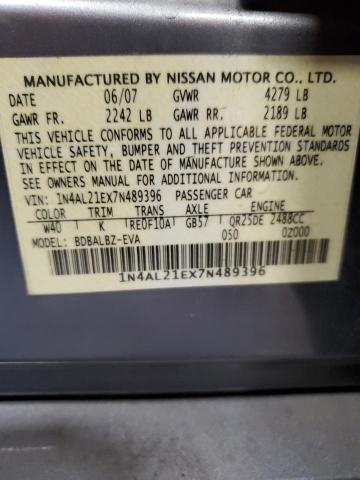 MANUFACTURED BY NISSAN MOTOR CO., LTD.
DATE 06/07 GVWR 4279 LB
GAWR FR. 2242 LB GAWR RR. 2189 LB
THIS VEHICLE CONFORMS TO ALL APPLICABLE FEDERAL MOTOR
VEHICLE SAFETY, BUMPER AND THEFT PREVENTION STANDARDS
IN EFFECT ON THE DATE OF MANUFACTURE SHOWN ABOVE.
SEE OWNER'S MANUAL FOR ADDITIONAL INFORMATION
VIN: 1N4AL21EX7N489396 PASSENGER CAR
COLOR TRIM TRANS AXLE ENGINE
W40 K RE0F10A GB57 QR25DE 2488CC
MODEL: BDBALBZ-EVA 050 0Z000
1N4AL21EX7N489396